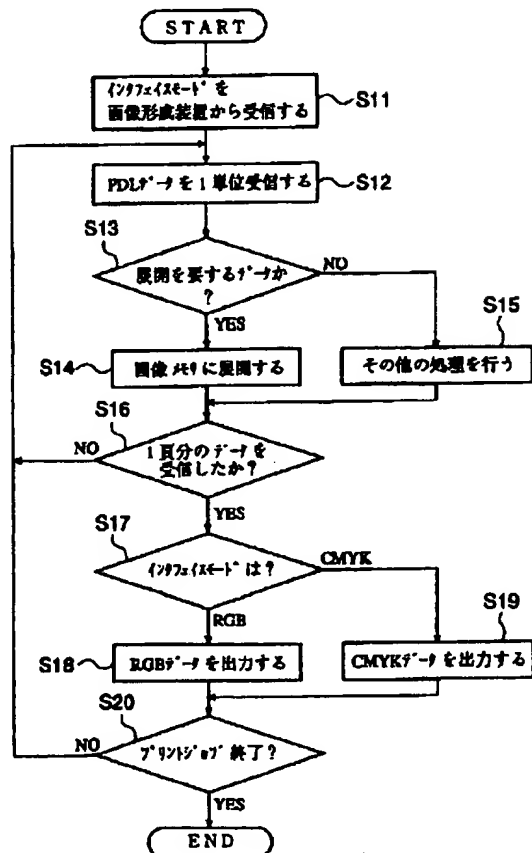 START
インタフェイスモードを
画像形成装置から受信する
S11
PDLデータを1単位受信する
S12
S13
展開を要するデータか
?
NO
YES
S15
S14
画像メモリに展開する
その他の処理を行う
S16
1頁分のデータを
受信したか?
NO
YES
S17
インタフェイスモードは?
CMYK
RGB
S19
S18
RGBデータを出力する
CMYKデータを出力する
S20
プリントジョブ終了?
NO
YES
END